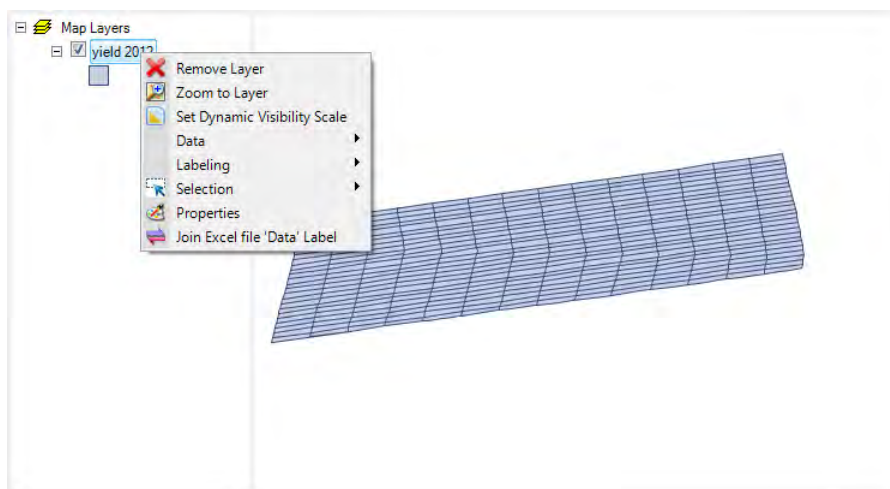 Map Layers
yield 2012
Remove Layer
Zoom to Layer
Set Dynamic Visibility Scale
Data
Labeling
Selection
Properties
Join Excel file 'Data' Label